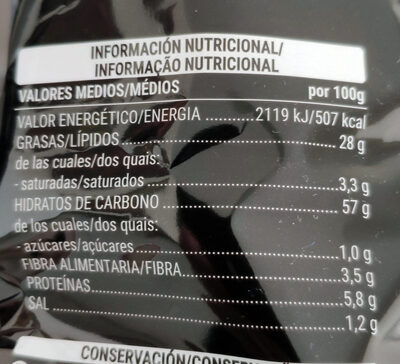 INFORMACIÓN NUTRICIONAL/
INFORMAÇÃO NUTRICIONAL
VALORES MEDIOS/MÉDIOS por 100g
VALOR ENERGÉTICO/ENERGIA 2119 kJ/507 kcal
GRASAS/LÍPIDOS 28 g
de las cuales/dos quais:
- saturadas/saturados 3,3 g
HIDRATOS DE CARBONO 57 g
de los cuales/dos quais:
- azúcares/açúcares 1,0 g
FIBRA ALIMENTARIA/FIBRA 3,5 g
PROTEÍNAS 5,8 g
SAL 1,2 g